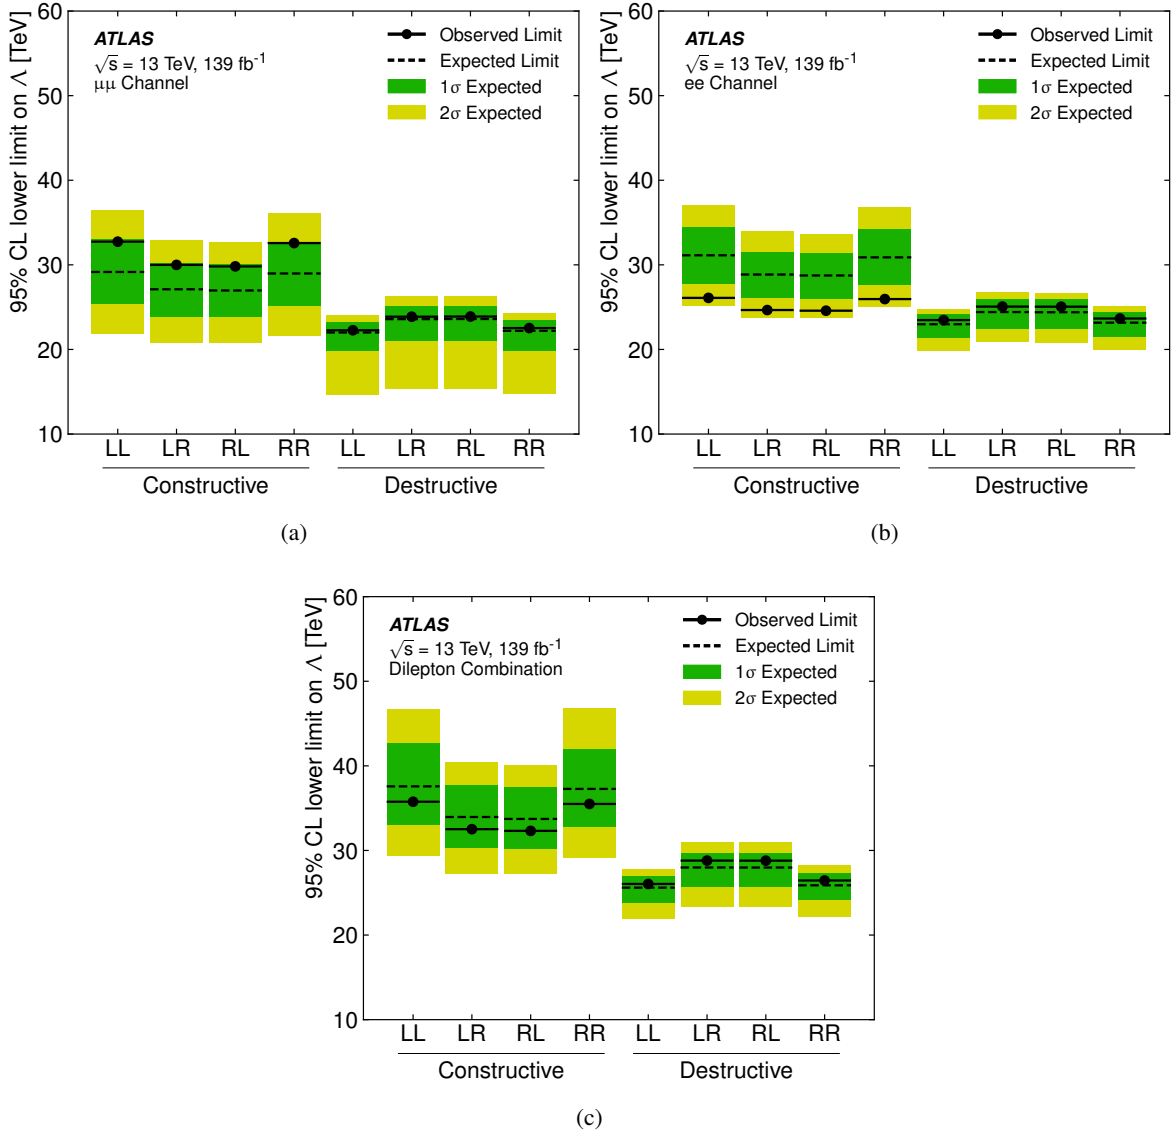 95% CL lower limit on Λ [TeV]
60
50
40
30
20
10
ATLAS
√s = 13 TeV, 139 fb⁻¹
μμ Channel
Observed Limit
Expected Limit
1σ Expected
2σ Expected
LL LR RL RR LL LR RL RR
Constructive Destructive
(a)
95% CL lower limit on Λ [TeV]
60
50
40
30
20
10
ATLAS
√s = 13 TeV, 139 fb⁻¹
ee Channel
Observed Limit
Expected Limit
1σ Expected
2σ Expected
LL LR RL RR LL LR RL RR
Constructive Destructive
(b)
95% CL lower limit on Λ [TeV]
60
50
40
30
20
10
ATLAS
√s = 13 TeV, 139 fb⁻¹
Dilepton Combination
Observed Limit
Expected Limit
1σ Expected
2σ Expected
LL LR RL RR LL LR RL RR
Constructive Destructive
(c)